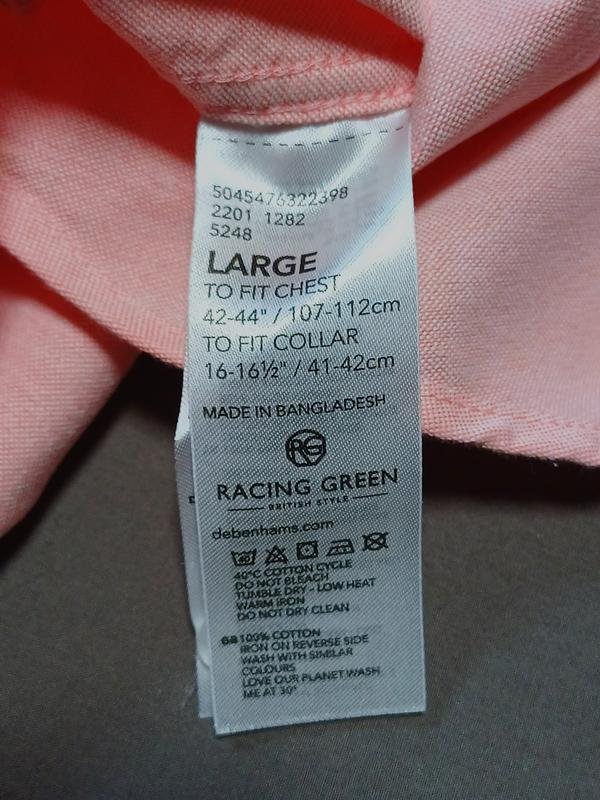 5045476322398
2201 1282
5248
LARGE
TO FIT CHEST
42-44" / 107-112cm
TO FIT COLLAR
16-16½" / 41-42cm
MADE IN BANGLADESH
RG
RACING GREEN
BRITISH STYLE
debenhams.com
40°C COTTON CYCLE
DO NOT BLEACH
TUMBLE DRY - LOW HEAT
WARM IRON
DO NOT DRY CLEAN
GB 100% COTTON
IRON ON REVERSE SIDE
WASH WITH SIMILAR
COLOURS
LOVE OUR PLANET WASH
ME AT 30°